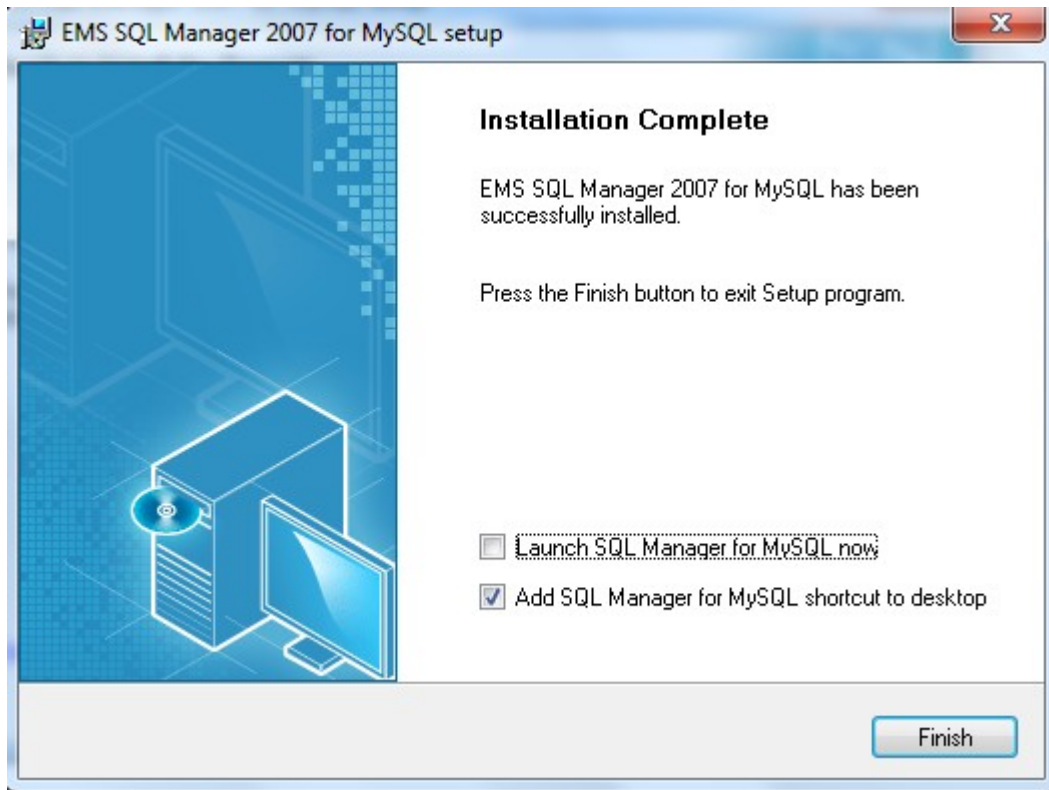 EMS SQL Manager 2007 for MySQL setup
Installation Complete
EMS SQL Manager 2007 for MySQL has been
successfully installed.
Press the Finish button to exit Setup program.
Launch SQL Manager for MySQL now
Add SQL Manager for MySQL shortcut to desktop
Finish